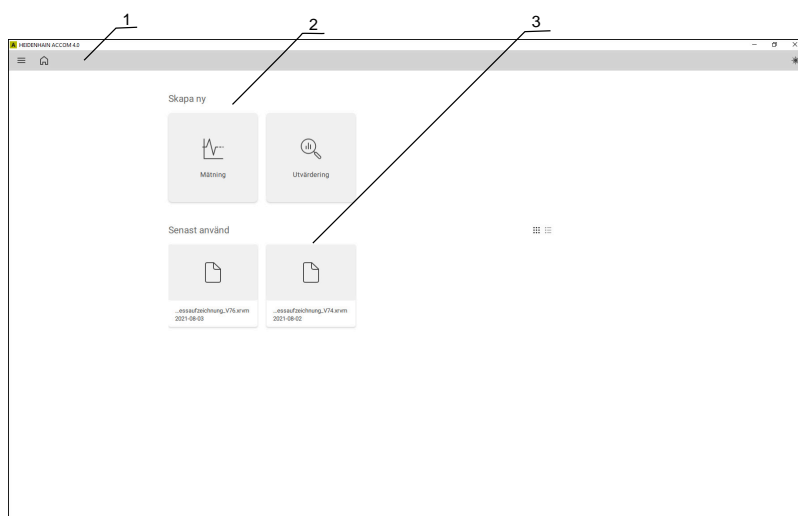 1 2 3
HEIDENHAIN ACCOM 4.0
Skapa ny
Mätning Utvärdering
Senast använd
...essaufzeichnung_V76.xrvm ...essaufzeichnung_V74.xrvm
2021-08-03 2021-08-02